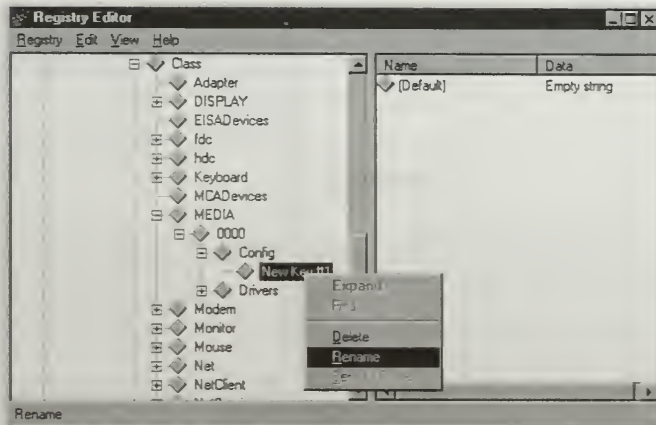 Registry Editor
Registry Edit View Help
Class
Adapter
DISPLAY
EISADevices
fdc
hdc
Keyboard
MCADevices
MEDIA
0000
Config
New Key #1
Drivers
Modem
Monitor
Mouse
Net
NetClient
Name Data
(Default) Empty string
Expand
Delete
Rename
Rename